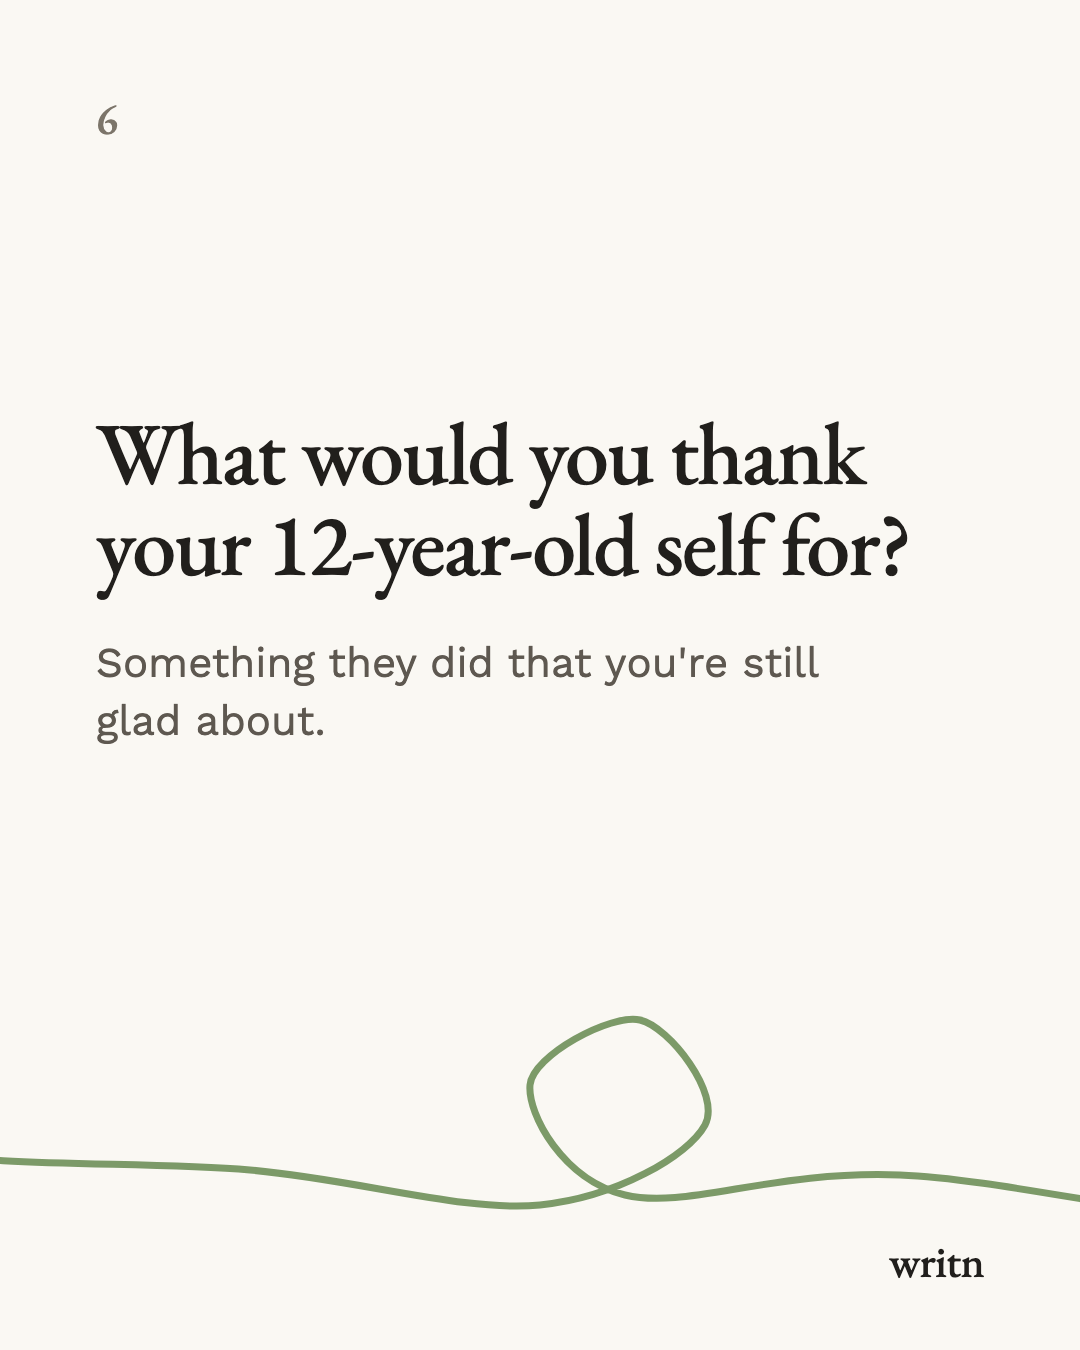 6
What would you thank
your 12-year-old self for?
Something they did that you're still
glad about.
writn